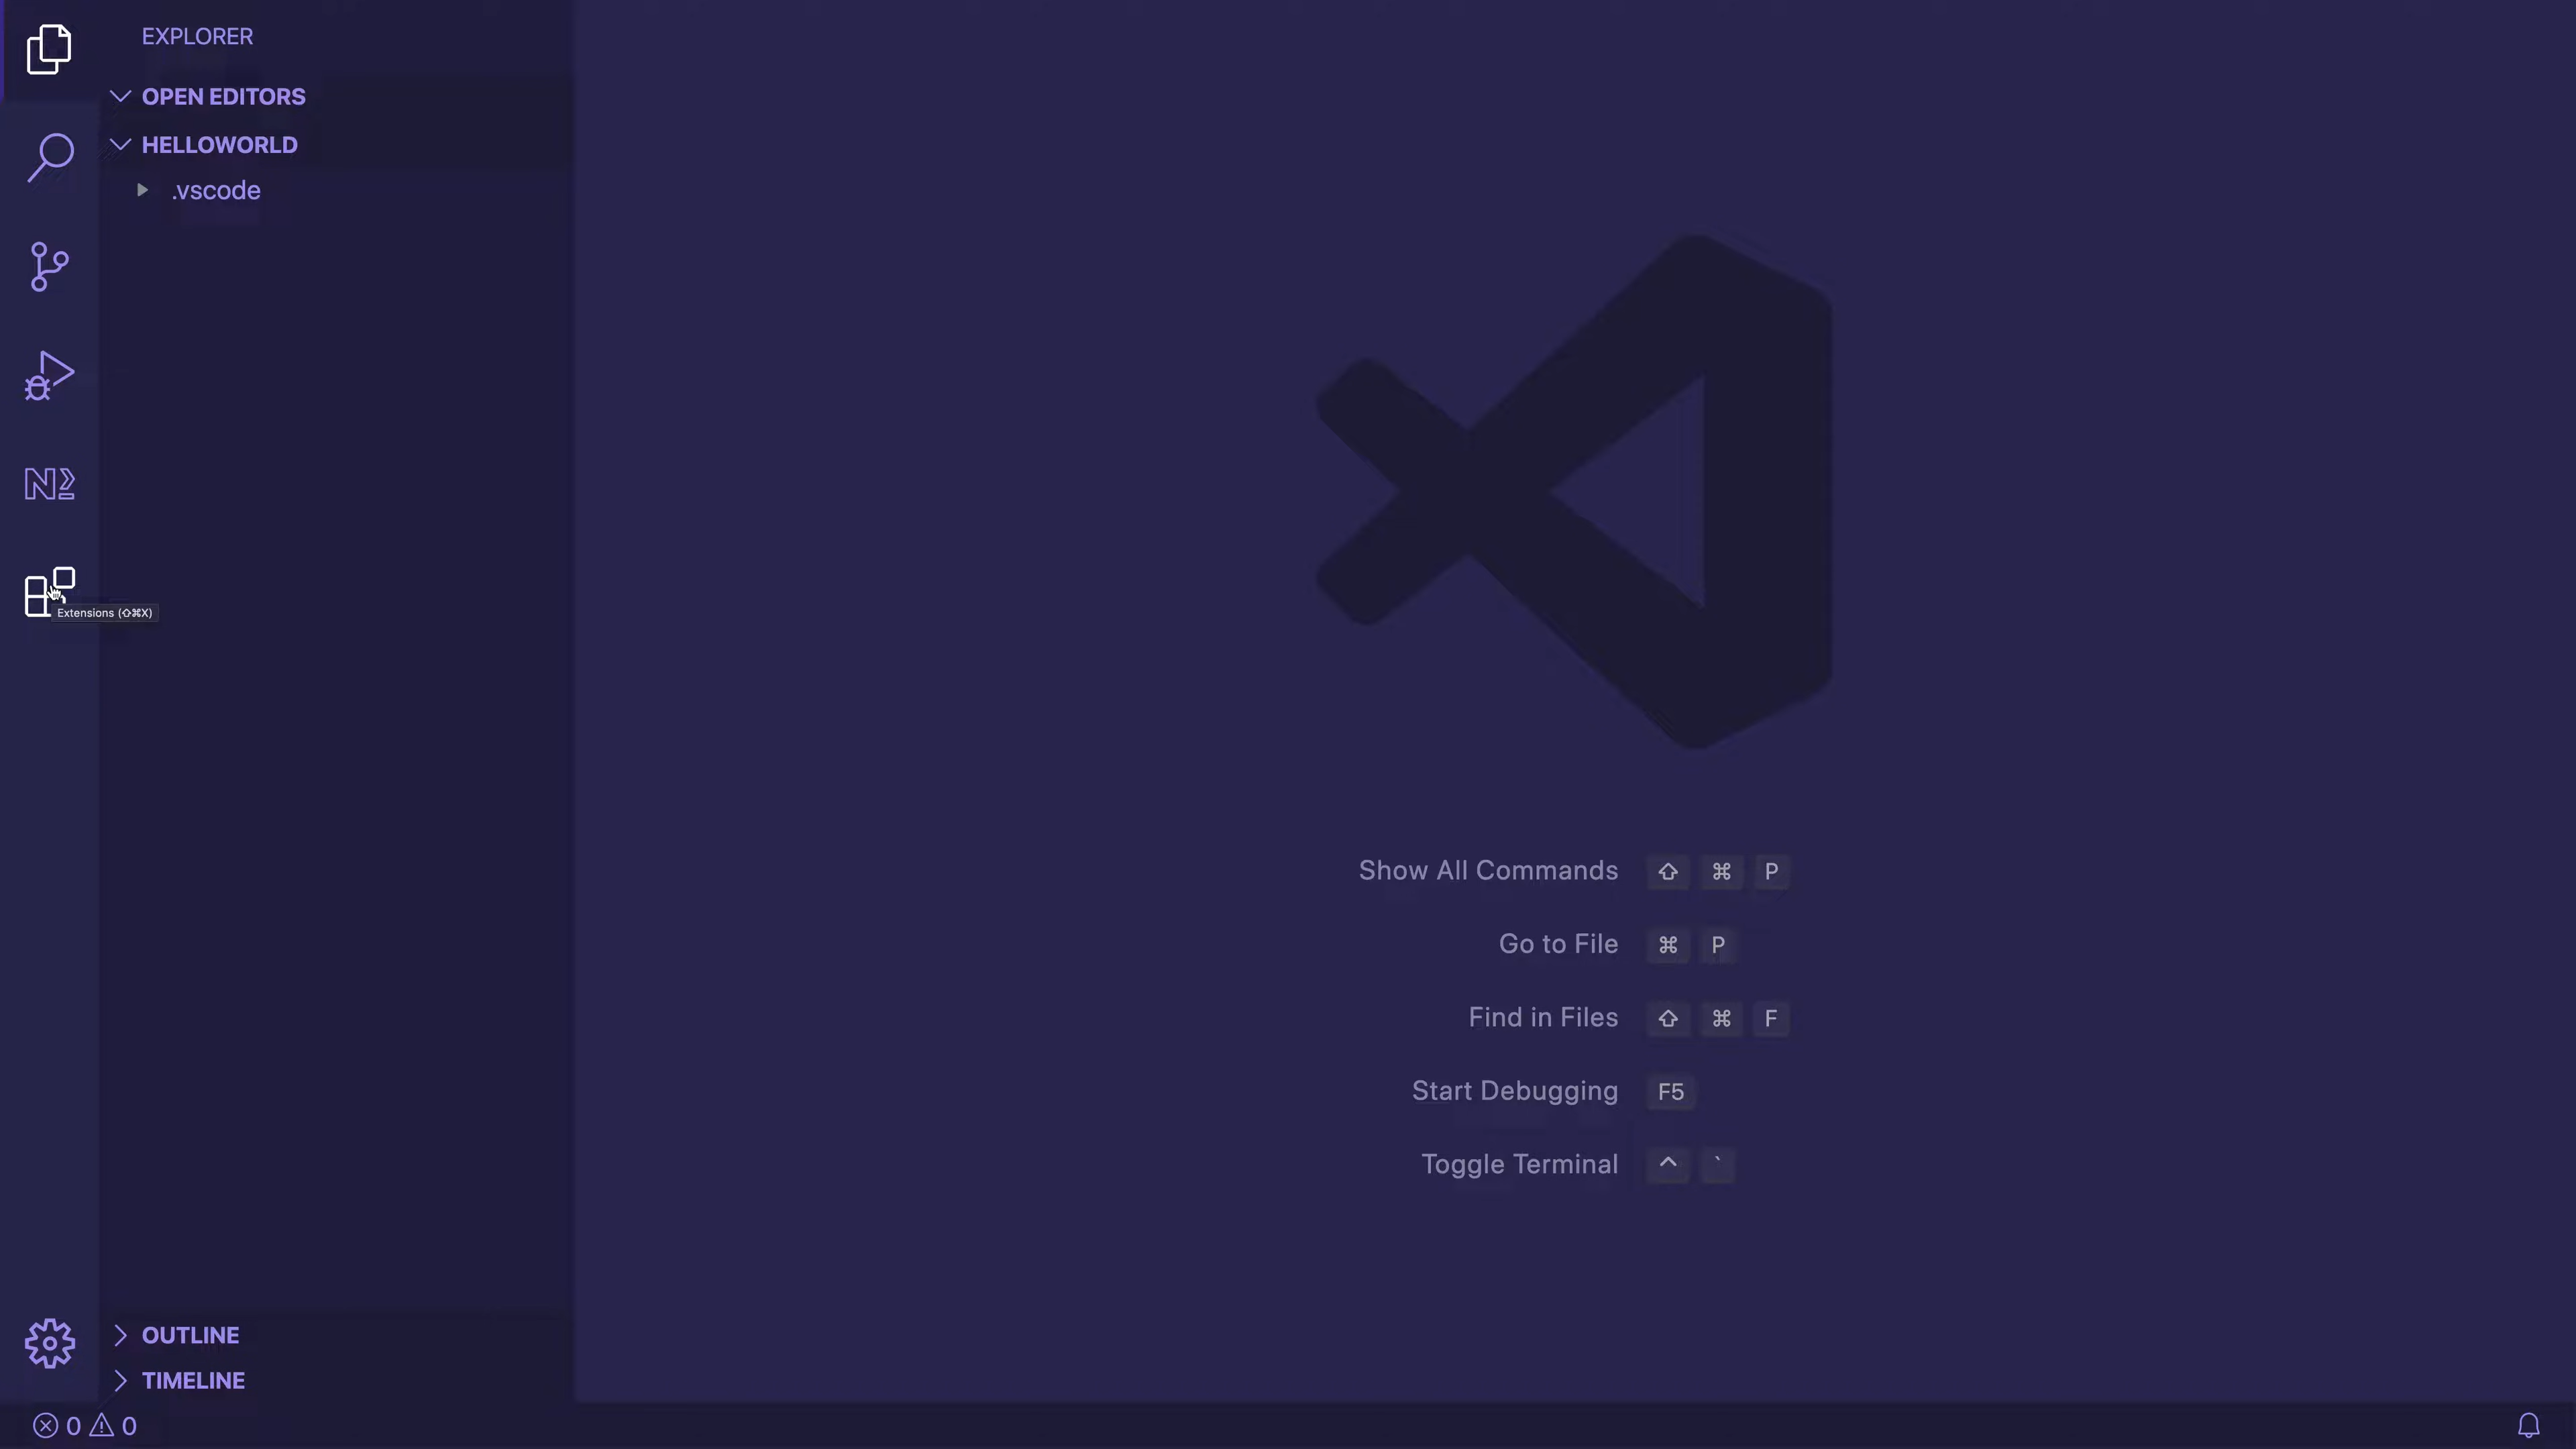 EXPLORER
OPEN EDITORS
HELLOWORLD
.vscode
Extensions (⇧⌘X)
Show All Commands ⇧ ⌘ P
Go to File ⌘ P
Find in Files ⇧ ⌘ F
Start Debugging F5
Toggle Terminal ^ `
OUTLINE
TIMELINE
0 0